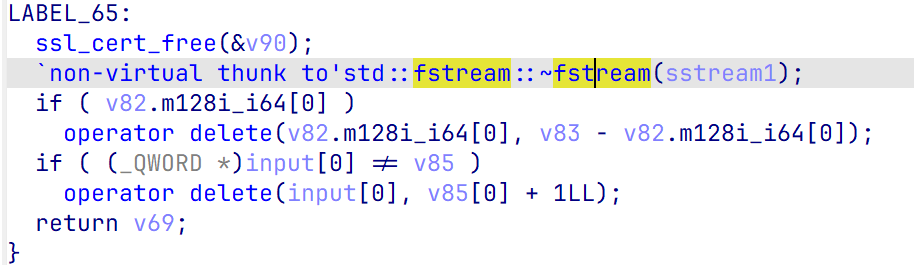 LABEL_65:
ssl_cert_free(&v90);
`non-virtual thunk to'std::fstream::~fstream(sstream1);
if ( v82.m128i_i64[0] )
operator delete(v82.m128i_i64[0], v83 - v82.m128i_i64[0]);
if ( (_QWORD *)input[0] ≠ v85 )
operator delete(input[0], v85[0] + 1LL);
return v69;
}